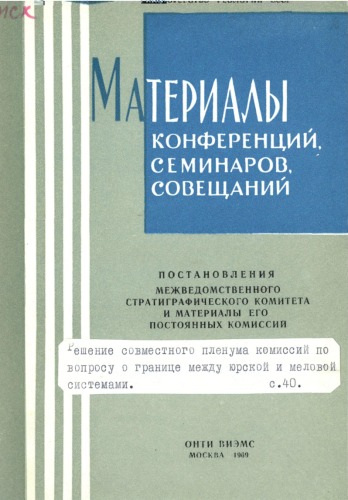 ИСК
МАТЕРИАЛЫ
КОНФЕРЕНЦИЙ,
СЕМИНАРОВ,
СОВЕЩАНИЙ
ПОСТАНОВЛЕНИЯ
МЕЖВЕДОМСТВЕННОГО
СТРАТИГРАФИЧЕСКОГО КОМИТЕТА
И МАТЕРИАЛЫ ЕГО
ПОСТОЯННЫХ КОМИССИЙ
Решение совместного пленума комиссий по
вопросу о границе между юрской и меловой
системами. с.40.
ОНТИ ВИЭМС
МОСКВА 1969